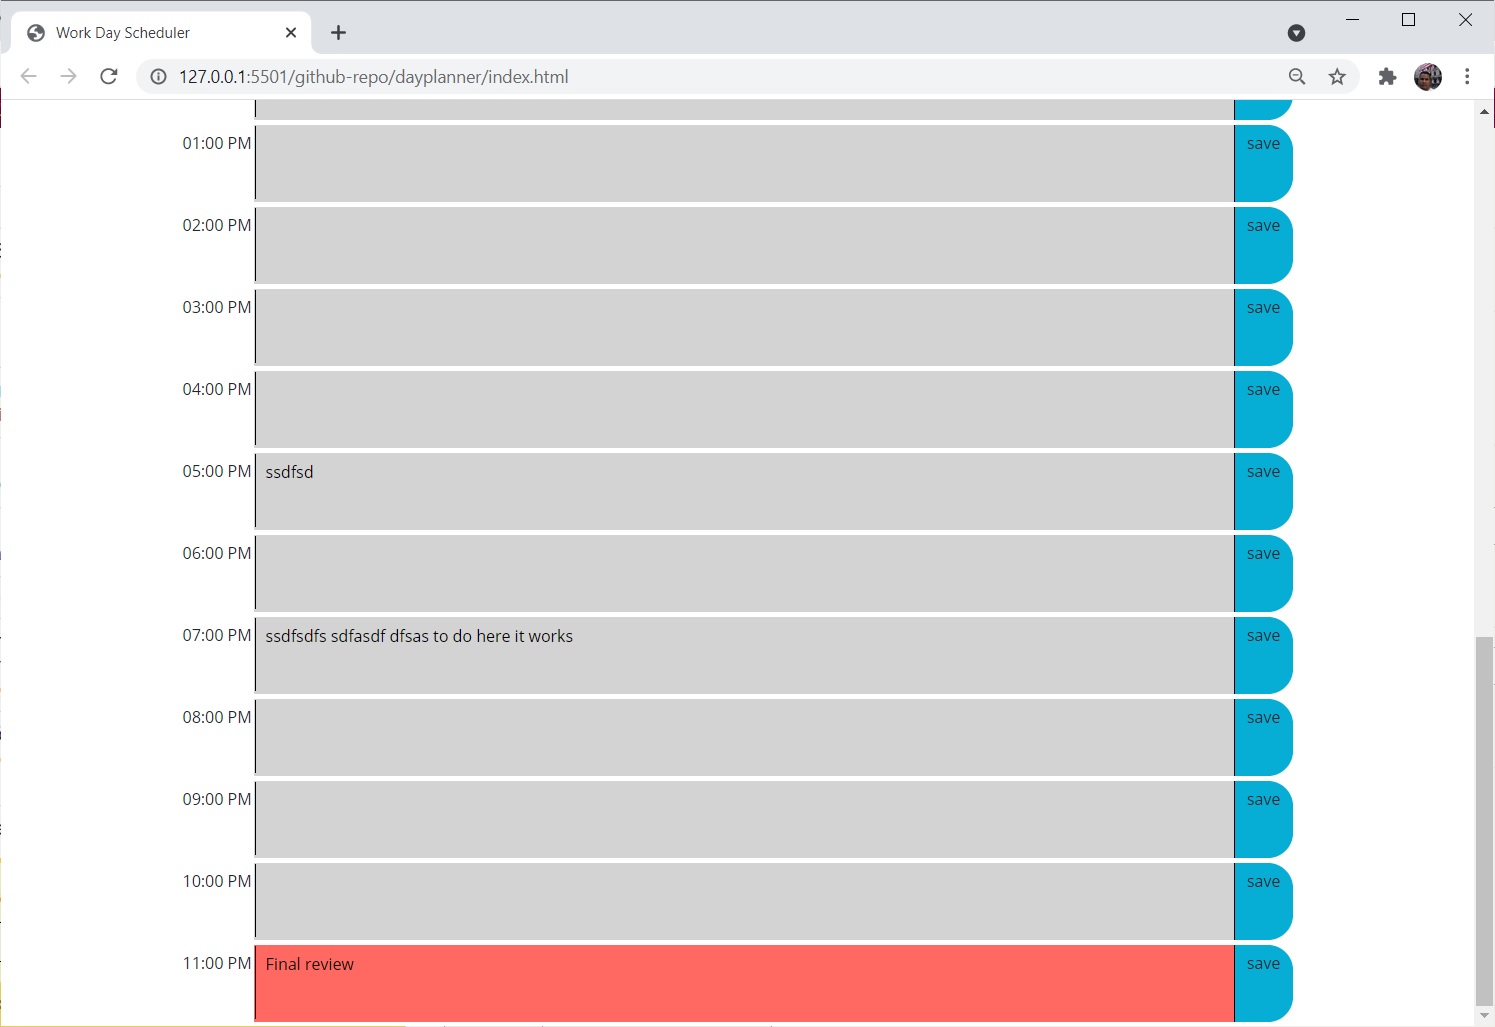 Work Day Scheduler
127.0.0.1:5501/github-repo/dayplanner/index.html
01:00 PM save
02:00 PM save
03:00 PM save
04:00 PM save
05:00 PM ssdfsd save
06:00 PM save
07:00 PM ssdfsdfs sdfasdf dfsas to do here it works save
08:00 PM save
09:00 PM save
10:00 PM save
11:00 PM Final review save